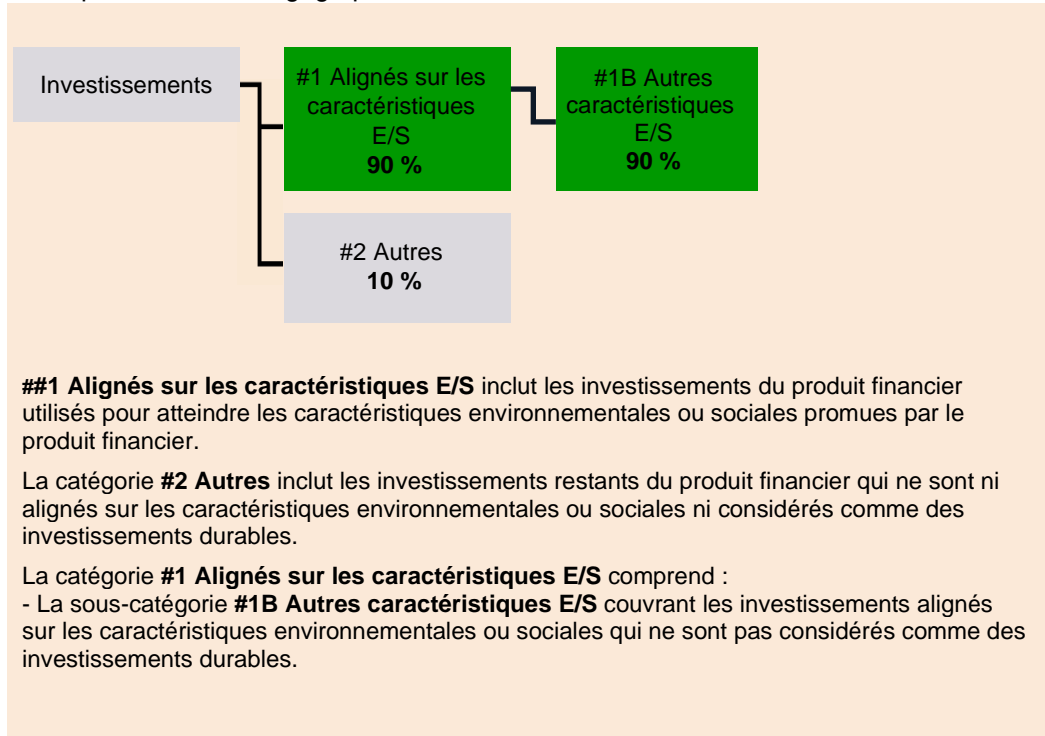 Investissements
#1 Alignés sur les
caractéristiques
E/S
90 %
#1B Autres
caractéristiques
E/S
90 %
#2 Autres
10 %
##1 Alignés sur les caractéristiques E/S inclut les investissements du produit financier
utilisés pour atteindre les caractéristiques environnementales ou sociales promues par le
produit financier.
La catégorie #2 Autres inclut les investissements restants du produit financier qui ne sont ni
alignés sur les caractéristiques environnementales ou sociales ni considérés comme des
investissements durables.
La catégorie #1 Alignés sur les caractéristiques E/S comprend :
- La sous-catégorie #1B Autres caractéristiques E/S couvrant les investissements alignés
sur les caractéristiques environnementales ou sociales qui ne sont pas considérés comme des
investissements durables.